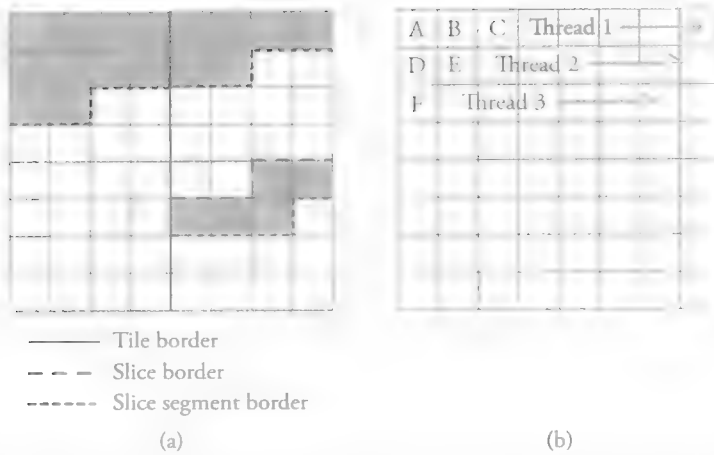 A B C Thread 1
D E Thread 2
F Thread 3
Tile border
Slice border
Slice segment border
(a)
(b)